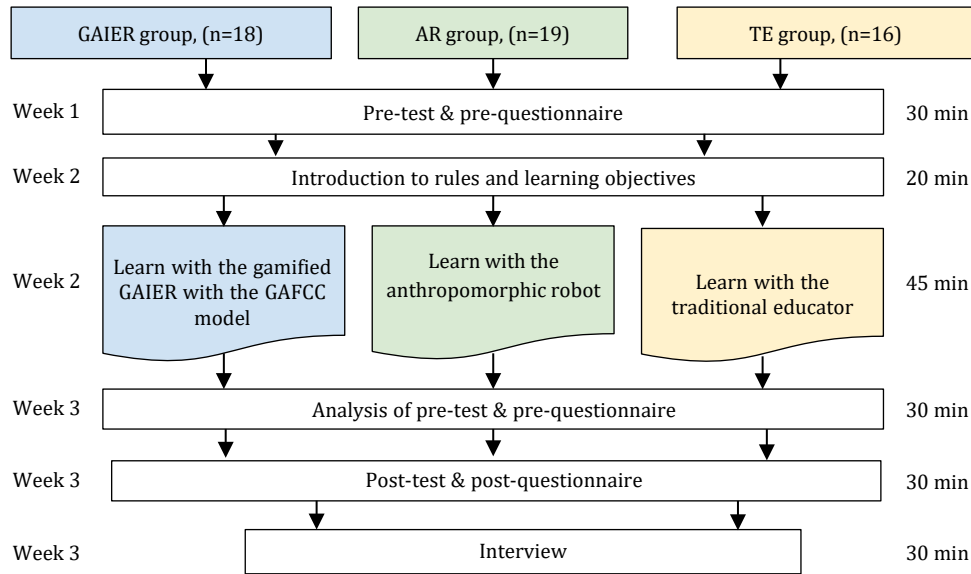 GAIER group, (n=18)
AR group, (n=19)
TE group, (n=16)
Week 1
Pre-test & pre-questionnaire
30 min
Week 2
Introduction to rules and learning objectives
20 min
Week 2
Learn with the gamified
GAIER with the GAFCC
model
Learn with the
anthropomorphic robot
Learn with the
traditional educator
45 min
Week 3
Analysis of pre-test & pre-questionnaire
30 min
Week 3
Post-test & post-questionnaire
30 min
Week 3
Interview
30 min